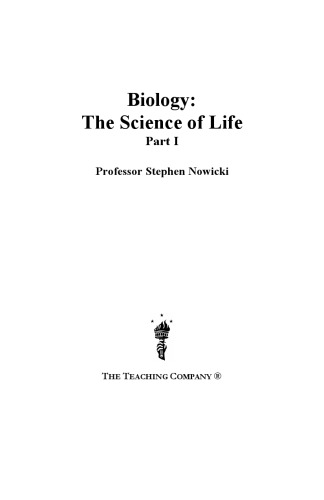 Biology:
The Science of Life
Part I
Professor Stephen Nowicki
THE TEACHING COMPANY ®